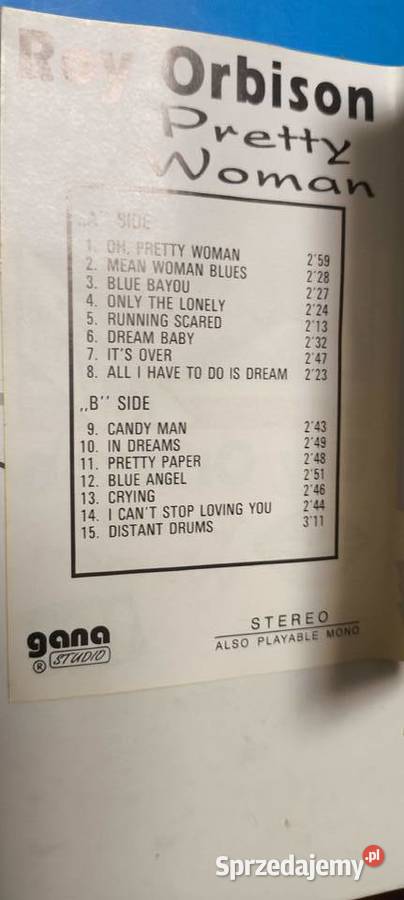 Roy Orbison
Pretty
Woman
„A" SIDE
1. OH, PRETTY WOMAN 2'59
2. MEAN WOMAN BLUES 2'28
3. BLUE BAYOU 2'27
4. ONLY THE LONELY 2'24
5. RUNNING SCARED 2'13
6. DREAM BABY 2'32
7. IT'S OVER 2'47
8. ALL I HAVE TO DO IS DREAM 2'23
„B" SIDE
9. CANDY MAN 2'43
10. IN DREAMS 2'49
11. PRETTY PAPER 2'48
12. BLUE ANGEL 2'51
13. CRYING 2'46
14. I CAN'T STOP LOVING YOU 2'44
15. DISTANT DRUMS 3'11
gana
® STUDIO
STEREO
ALSO PLAYABLE MONO
Sprzedajemy.pl